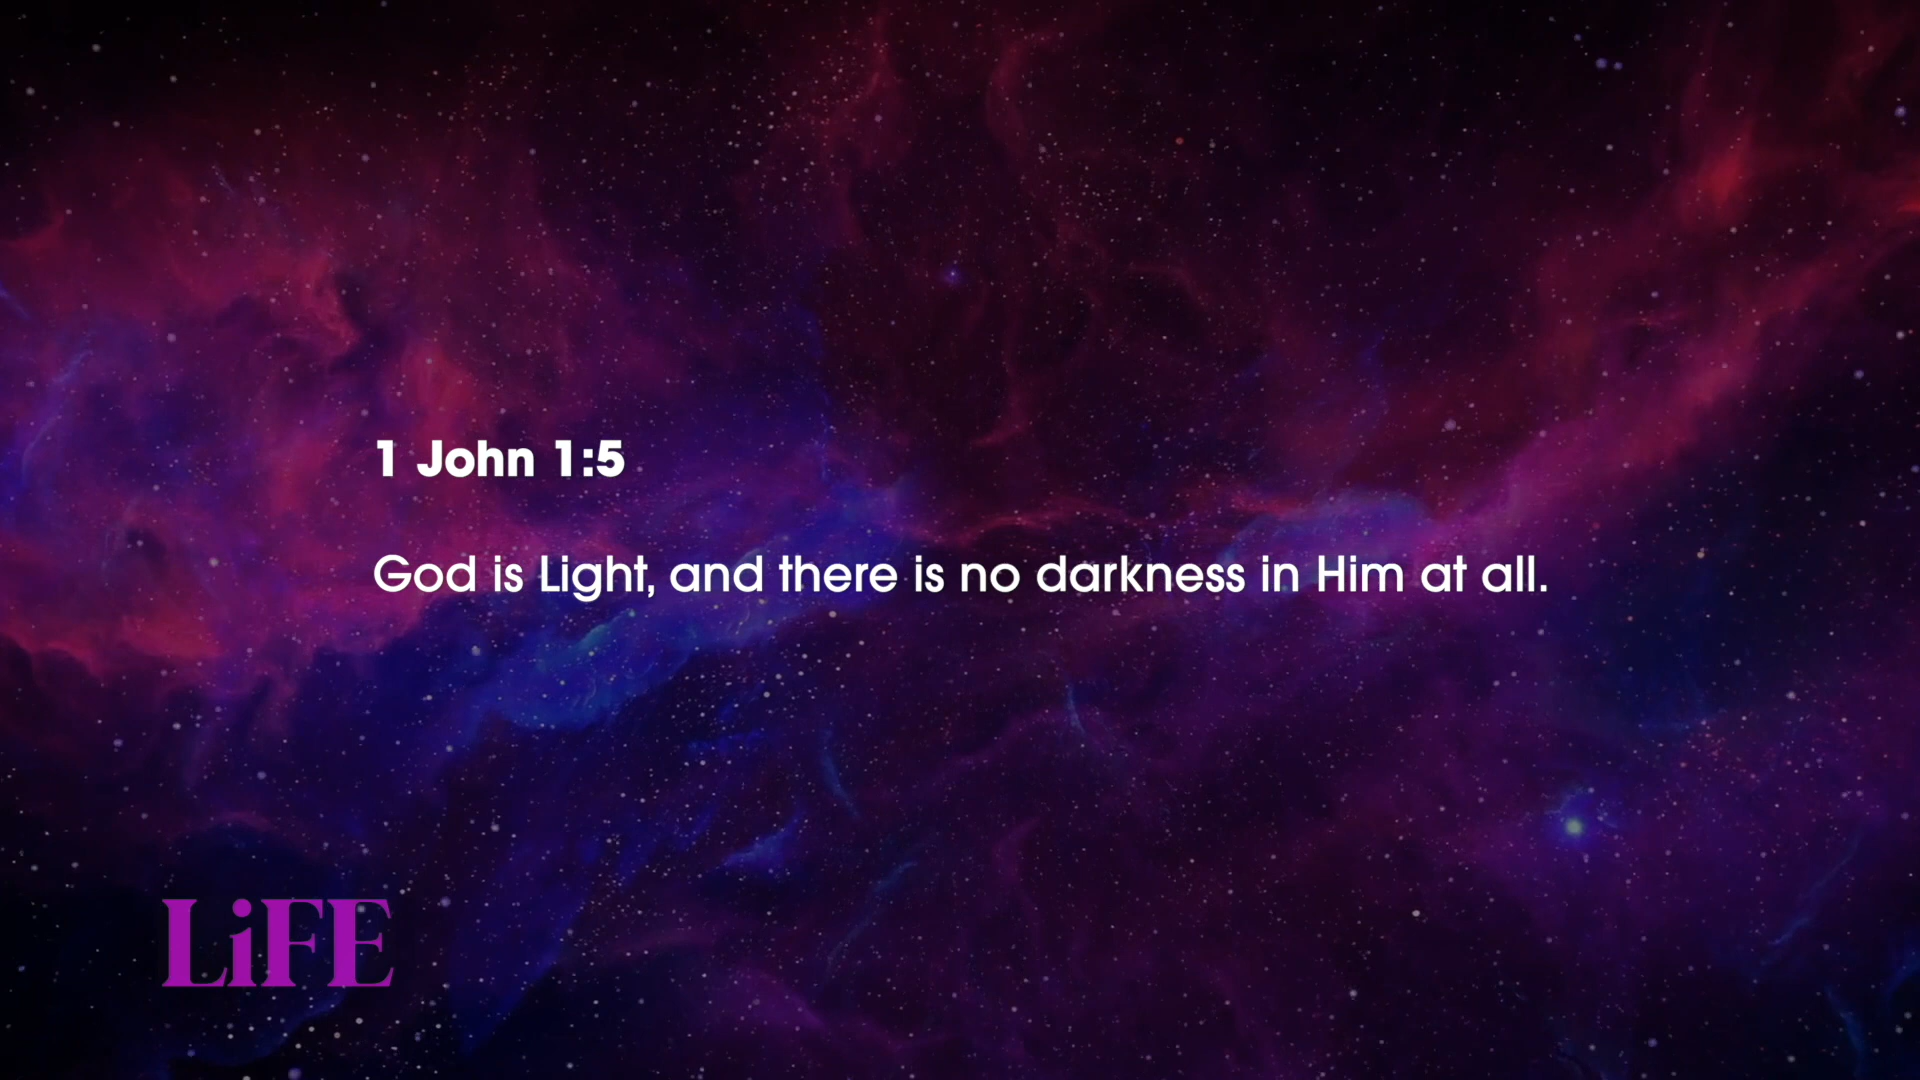 1 John 1:5
God is Light, and there is no darkness in Him at all.
LiFE